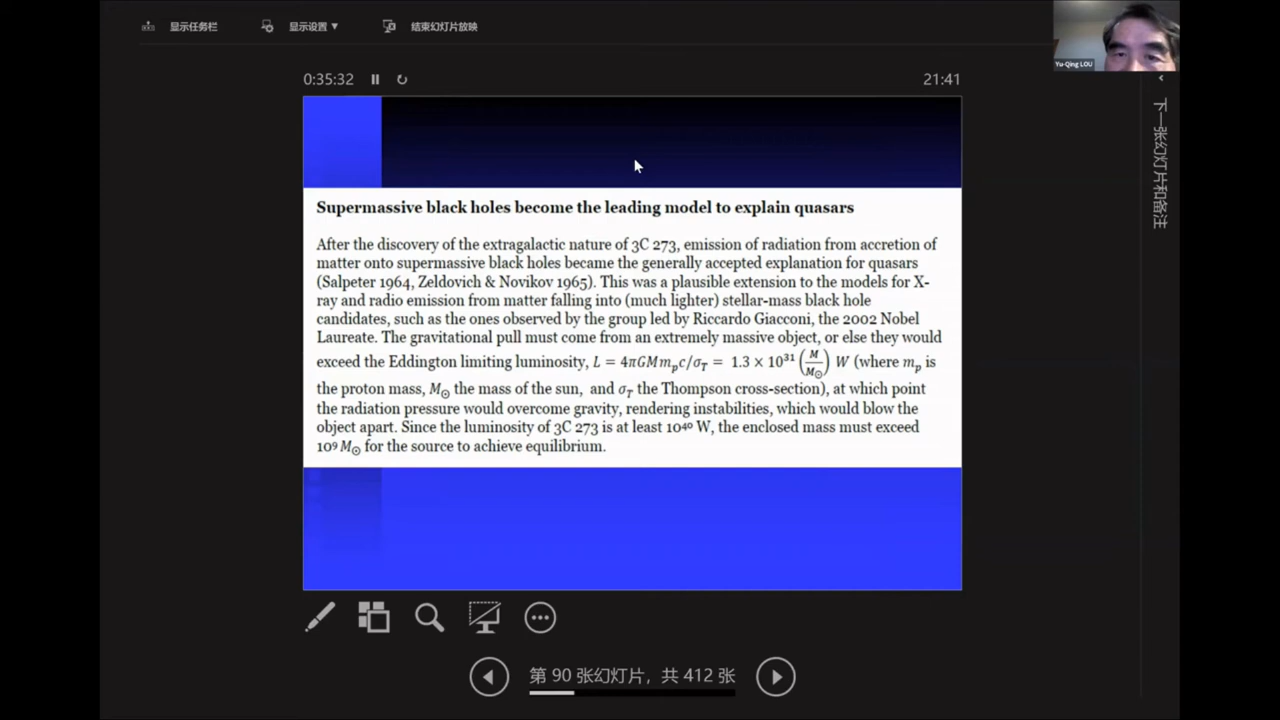 显示任务栏 显示设置 ▼ 结束幻灯片放映
Yu-Qing LOU
0:35:32 21:41
下一张幻灯片和备注
Supermassive black holes become the leading model to explain quasars
After the discovery of the extragalactic nature of 3C 273, emission of radiation from accretion of
matter onto supermassive black holes became the generally accepted explanation for quasars
(Salpeter 1964, Zeldovich & Novikov 1965). This was a plausible extension to the models for X-
ray and radio emission from matter falling into (much lighter) stellar-mass black hole
candidates, such as the ones observed by the group led by Riccardo Giacconi, the 2002 Nobel
Laureate. The gravitational pull must come from an extremely massive object, or else they would
exceed the Eddington limiting luminosity, L = 4πGMm_pc/σ_T = 1.3 × 10³¹ (M/M_⊙) W (where m_p is
the proton mass, M_⊙ the mass of the sun, and σ_T the Thompson cross-section), at which point
the radiation pressure would overcome gravity, rendering instabilities, which would blow the
object apart. Since the luminosity of 3C 273 is at least 10⁴⁰ W, the enclosed mass must exceed
10⁹ M_⊙ for the source to achieve equilibrium.
第 90 张幻灯片，共 412 张